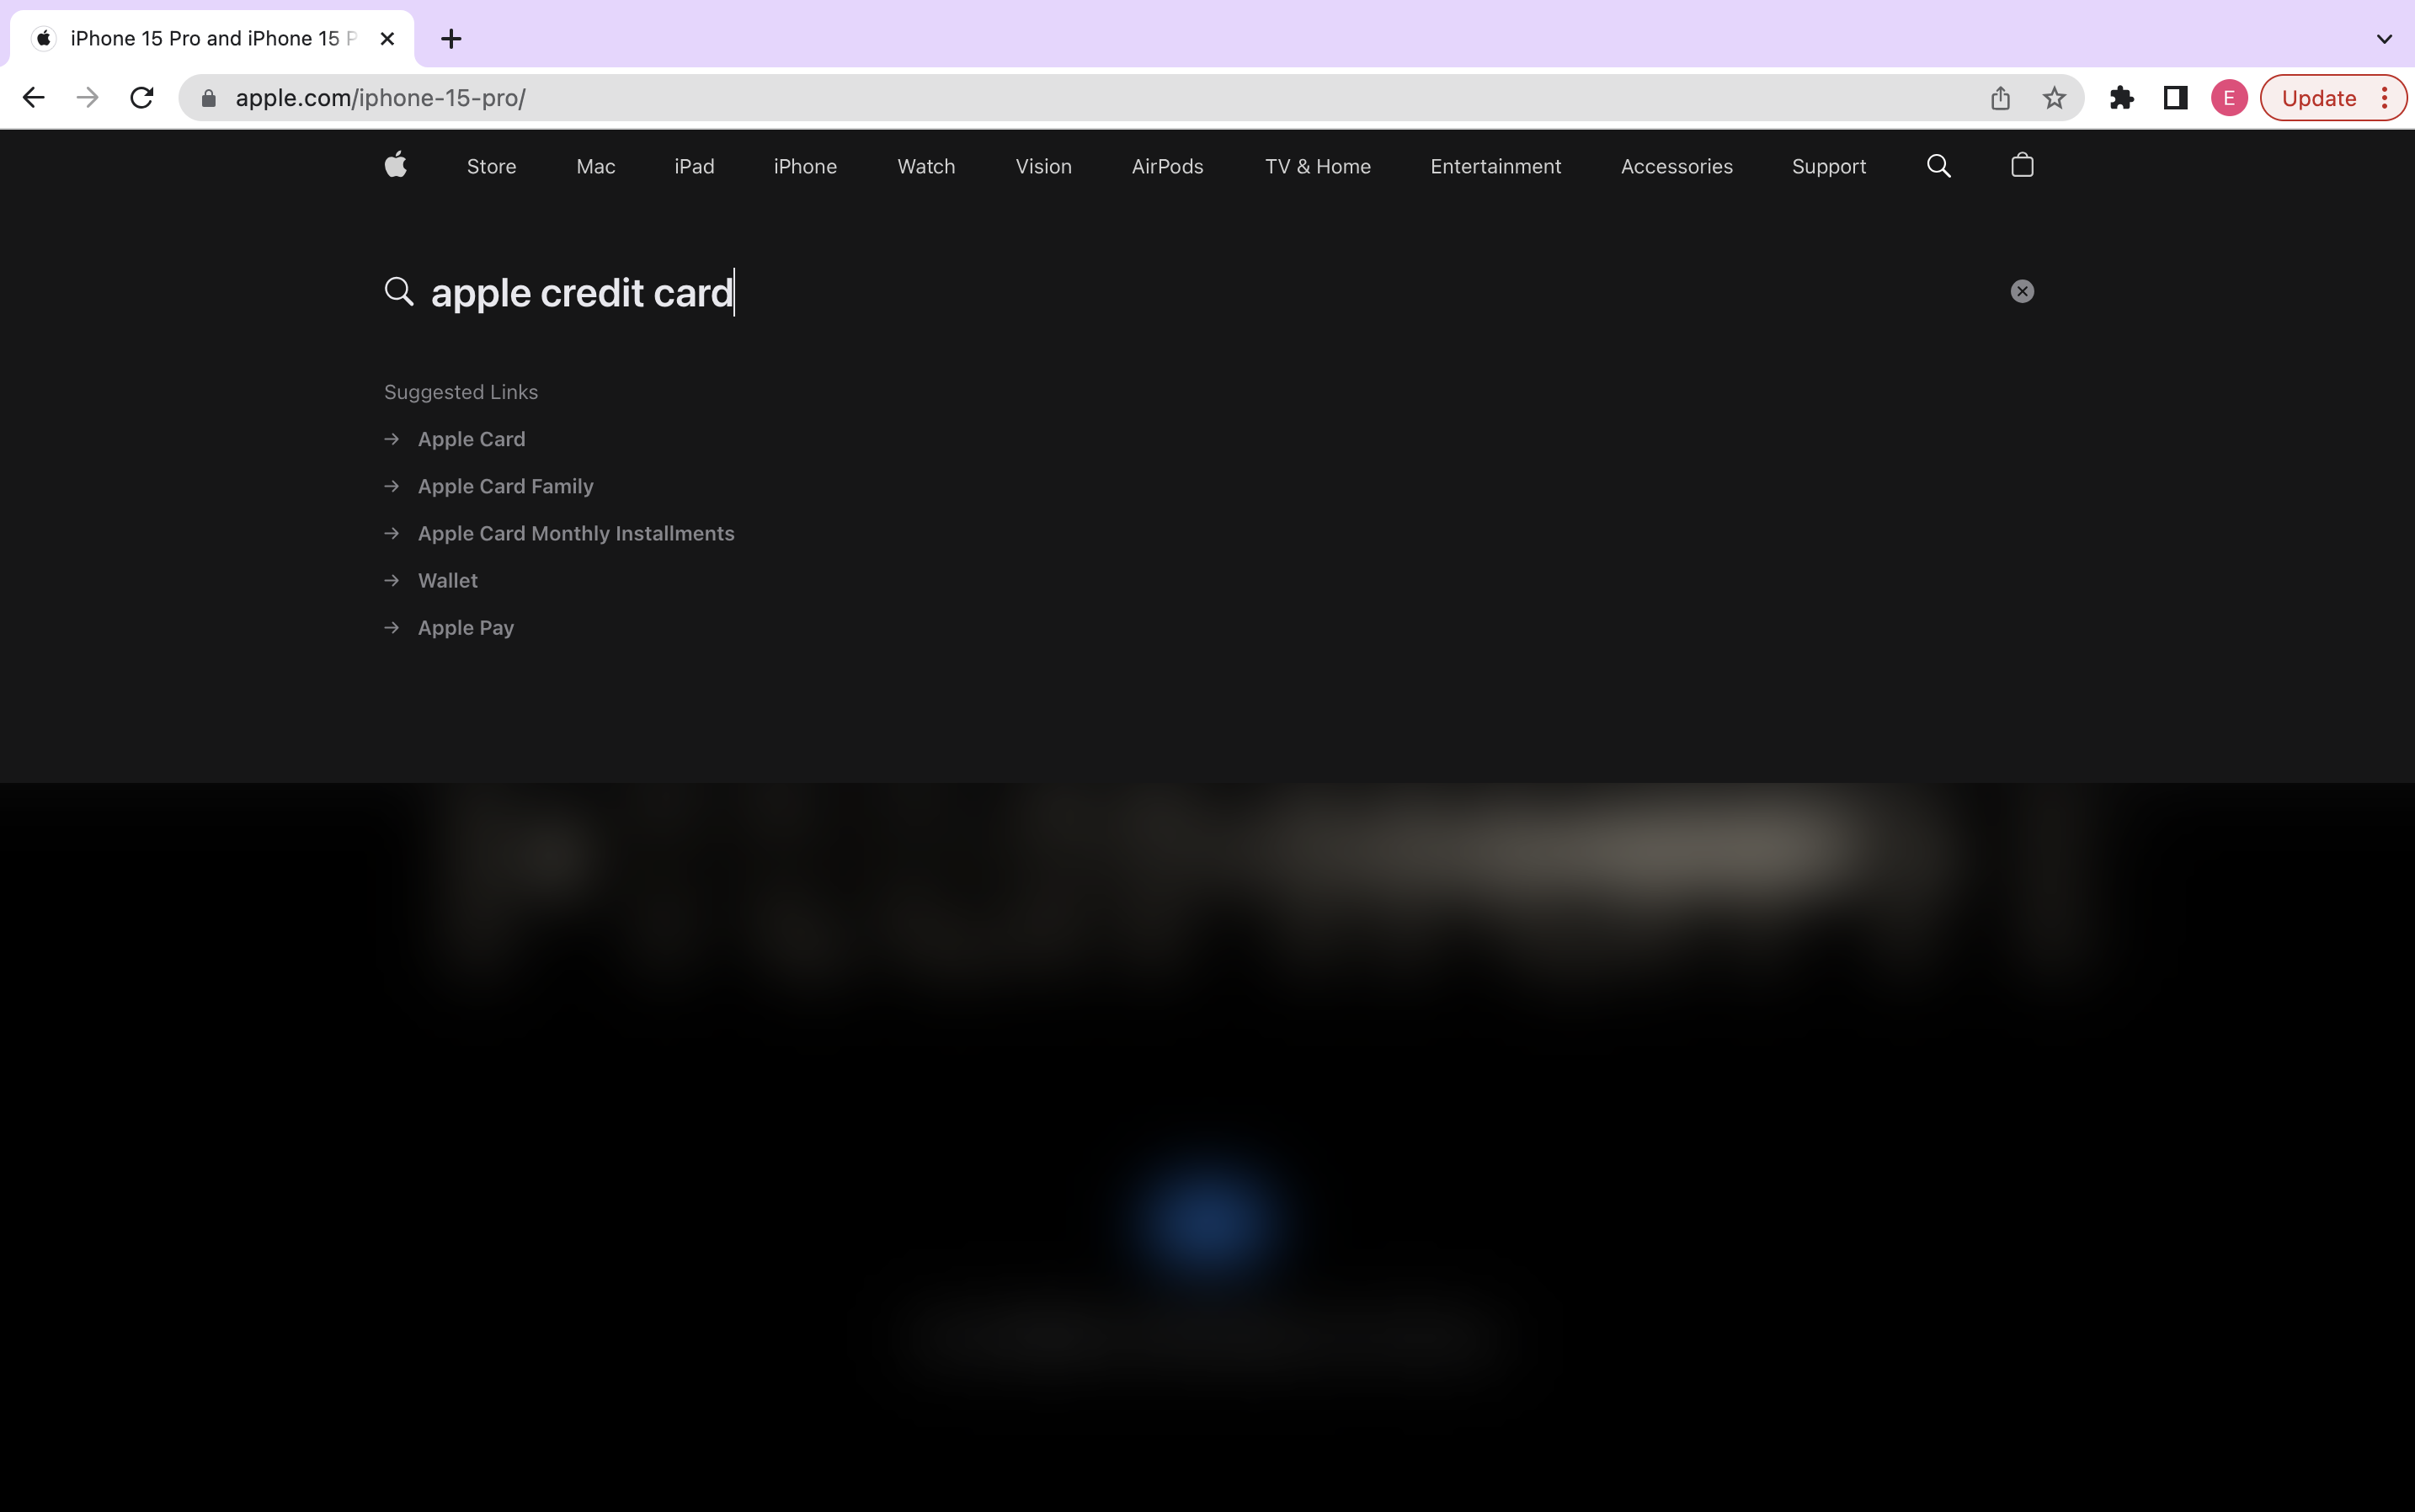 iPhone 15 Pro and iPhone 15 P
apple.com/iphone-15-pro/
E
Update
Store Mac iPad iPhone Watch Vision AirPods TV & Home Entertainment Accessories Support
apple credit card
Suggested Links
Apple Card
Apple Card Family
Apple Card Monthly Installments
Wallet
Apple Pay